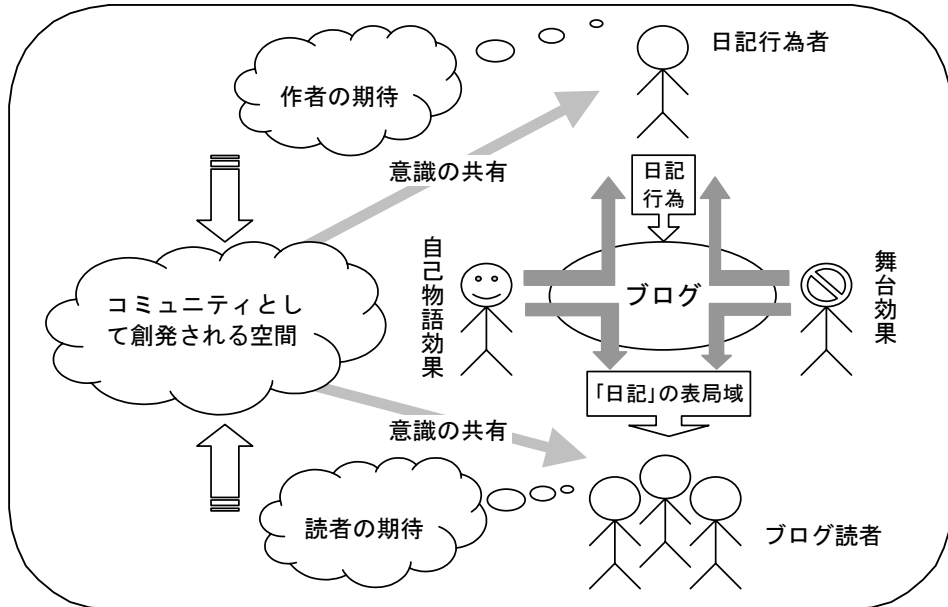 日記行為者
作者の期待
意識の共有
日記
行為
自己物語効果
ブログ
舞台効果
コミュニティとし
て創発される空間
「日記」の表局域
意識の共有
読者の期待
ブログ読者